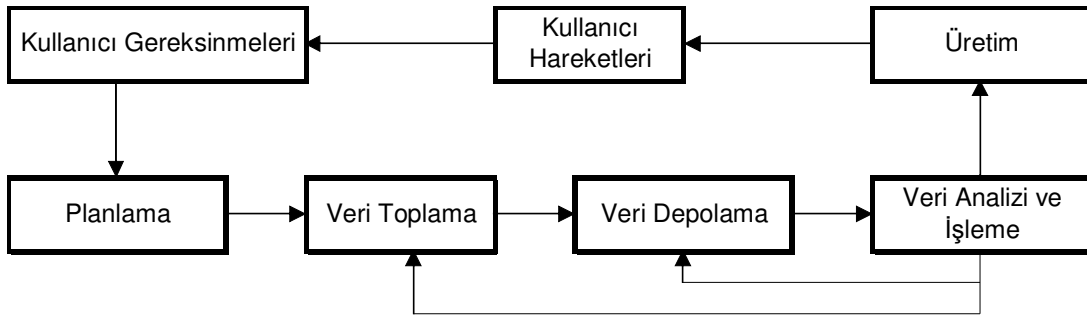 Kullanıcı Gereksinmeleri
Kullanıcı
Hareketleri
Üretim
Planlama
Veri Toplama
Veri Depolama
Veri Analizi ve
İşleme